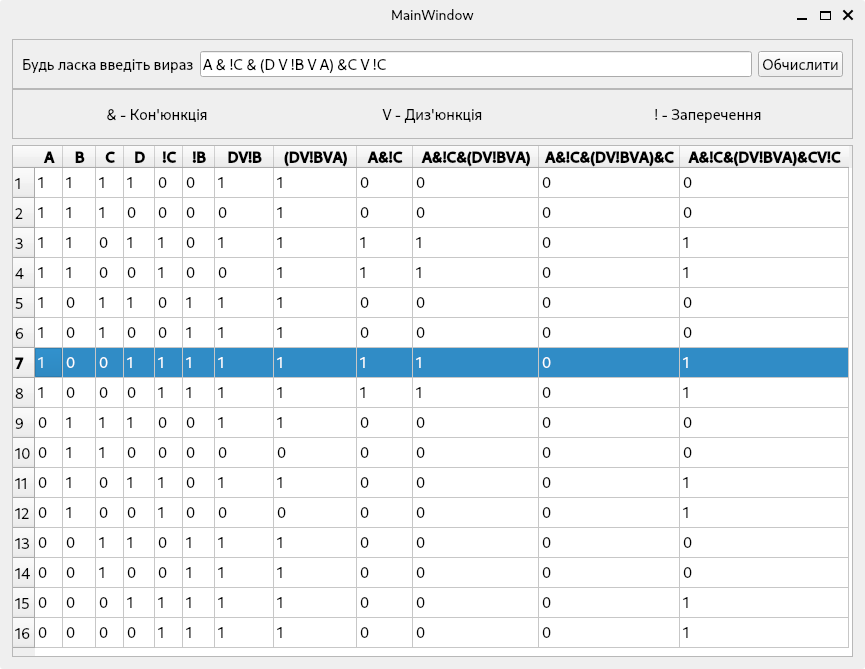 MainWindow
Будь ласка введіть вираз A & !C & (D V !B V A) &C V !C Обчислити
& - Кон'юнкція V - Диз'юнкція ! - Заперечення
A B C D !C !B DV!B (DV!BVA) A&!C A&!C&(DV!BVA) A&!C&(DV!BVA)&C A&!C&(DV!BVA)&CV!C
1 1 1 1 1 0 0 1 1 0 0 0 0
2 1 1 1 0 0 0 0 1 0 0 0 0
3 1 1 0 1 1 0 1 1 1 1 0 1
4 1 1 0 0 1 0 0 1 1 1 0 1
5 1 0 1 1 0 1 1 1 0 0 0 0
6 1 0 1 0 0 1 1 1 0 0 0 0
7 1 0 0 1 1 1 1 1 1 1 0 1
8 1 0 0 0 1 1 1 1 1 1 0 1
9 0 1 1 1 0 0 1 1 0 0 0 0
10 0 1 1 0 0 0 0 0 0 0 0 0
11 0 1 0 1 1 0 1 1 0 0 0 1
12 0 1 0 0 1 0 0 0 0 0 0 1
13 0 0 1 1 0 1 1 1 0 0 0 0
14 0 0 1 0 0 1 1 1 0 0 0 0
15 0 0 0 1 1 1 1 1 0 0 0 1
16 0 0 0 0 1 1 1 1 0 0 0 1